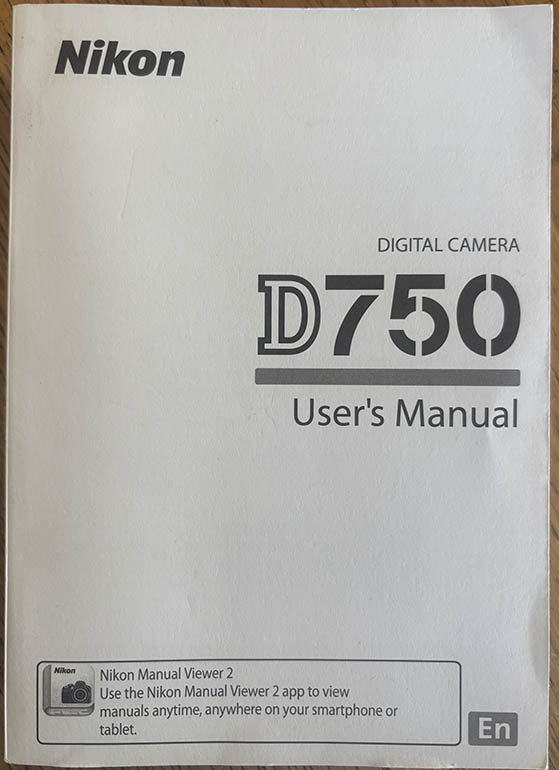 Nikon
DIGITAL CAMERA
D750
User's Manual
Nikon
Nikon Manual Viewer 2
Use the Nikon Manual Viewer 2 app to view
manuals anytime, anywhere on your smartphone or
tablet.
En